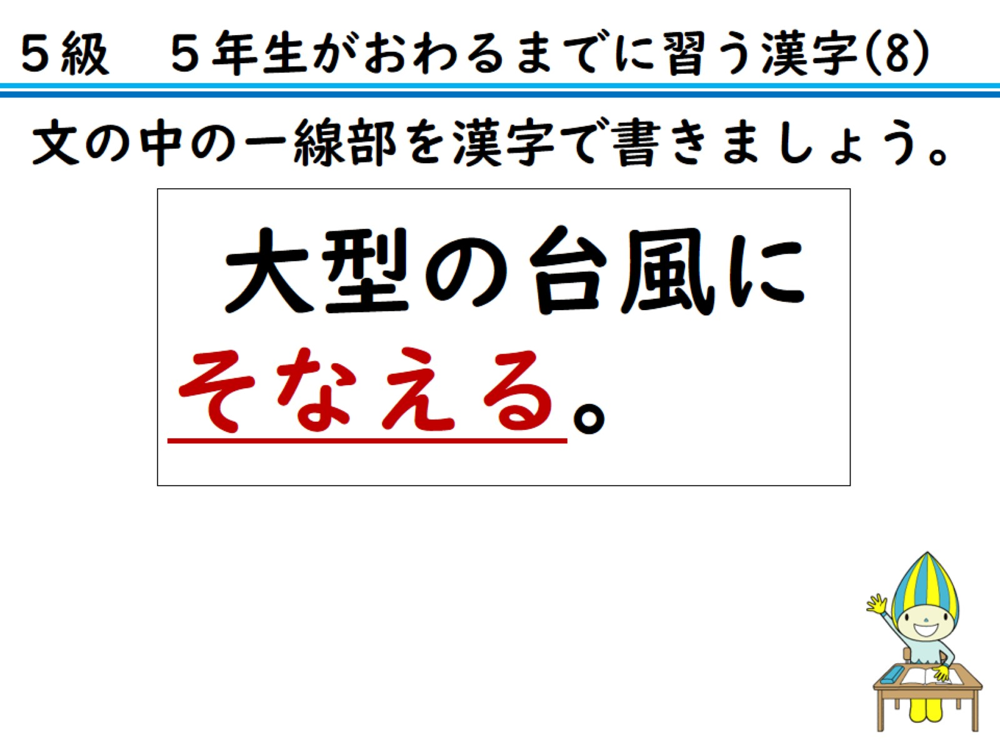 ５級　５年生がおわるまでに習う漢字(8)
文の中の―線部を漢字で書きましょう。
大型の台風に
そなえる。